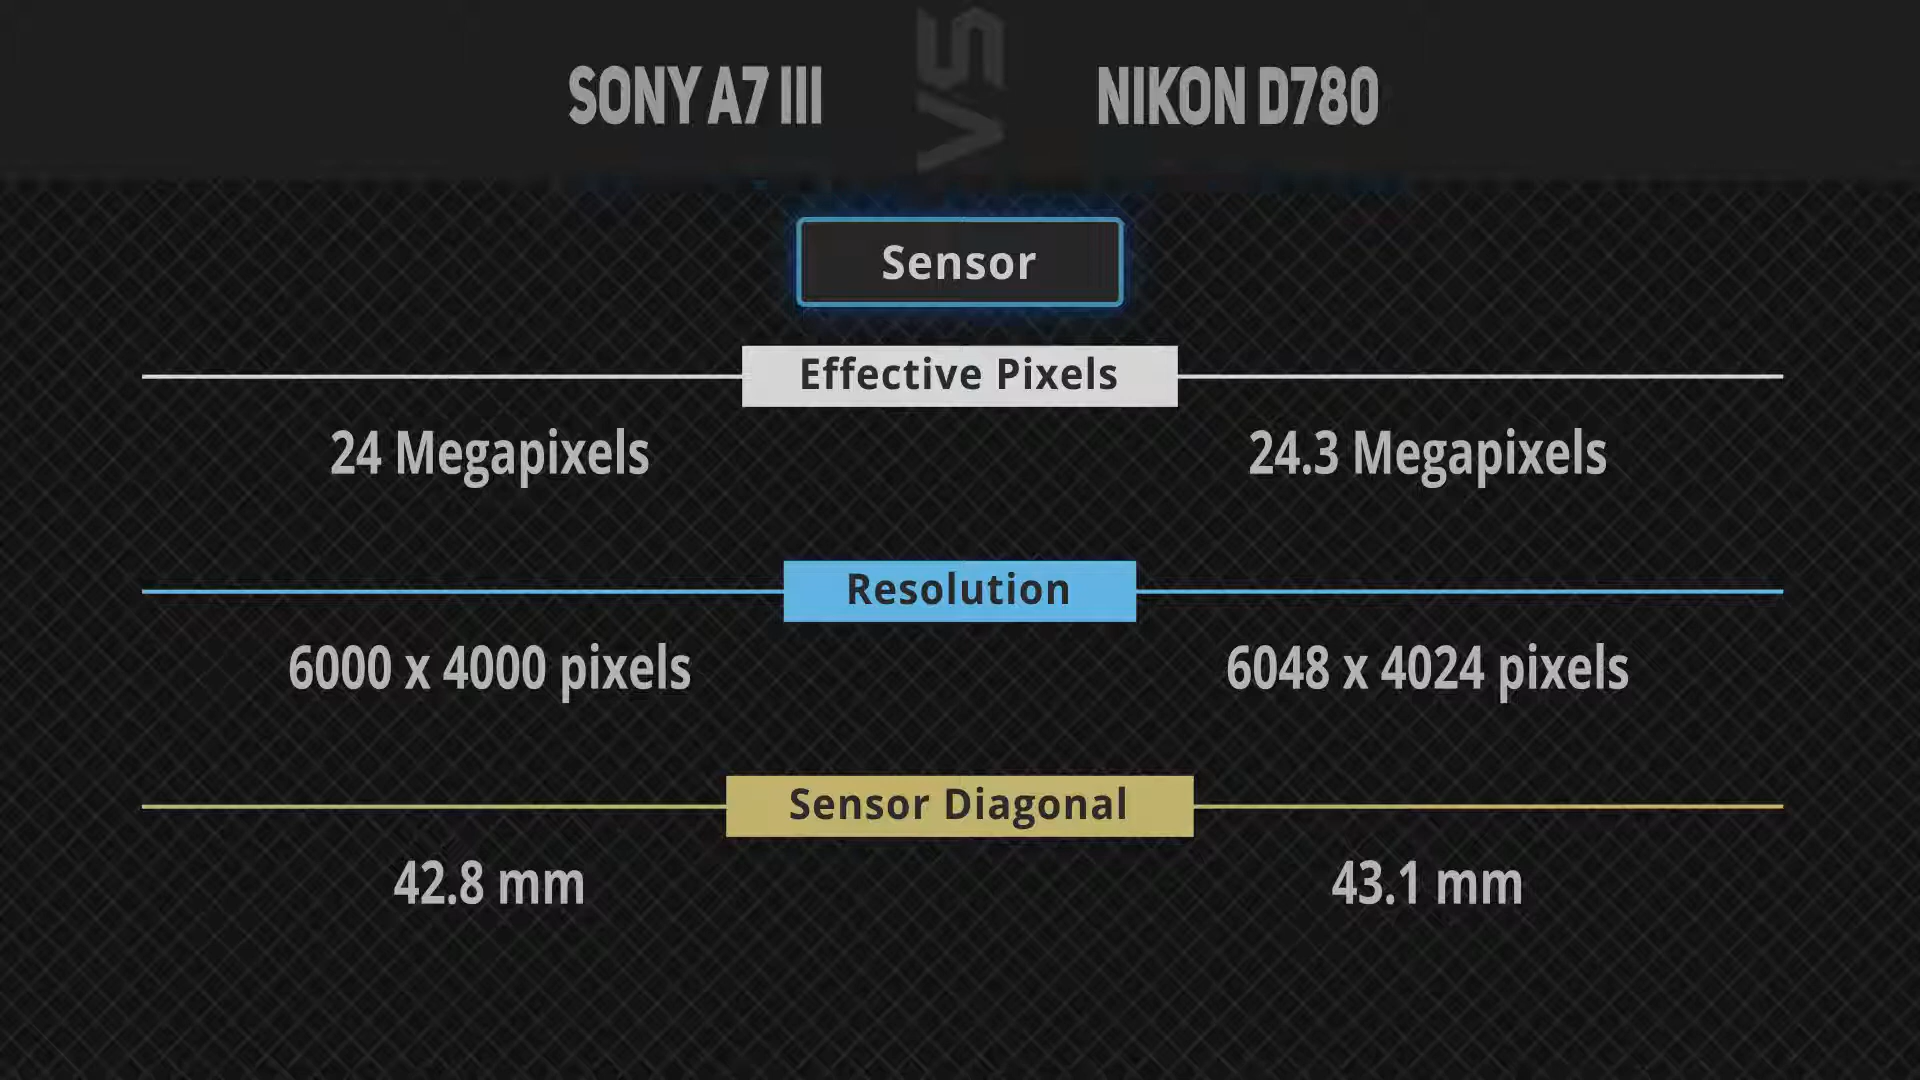 SONY A7 III VS NIKON D780
Sensor
Effective Pixels
24 Megapixels 24.3 Megapixels
Resolution
6000 x 4000 pixels 6048 x 4024 pixels
Sensor Diagonal
42.8 mm 43.1 mm